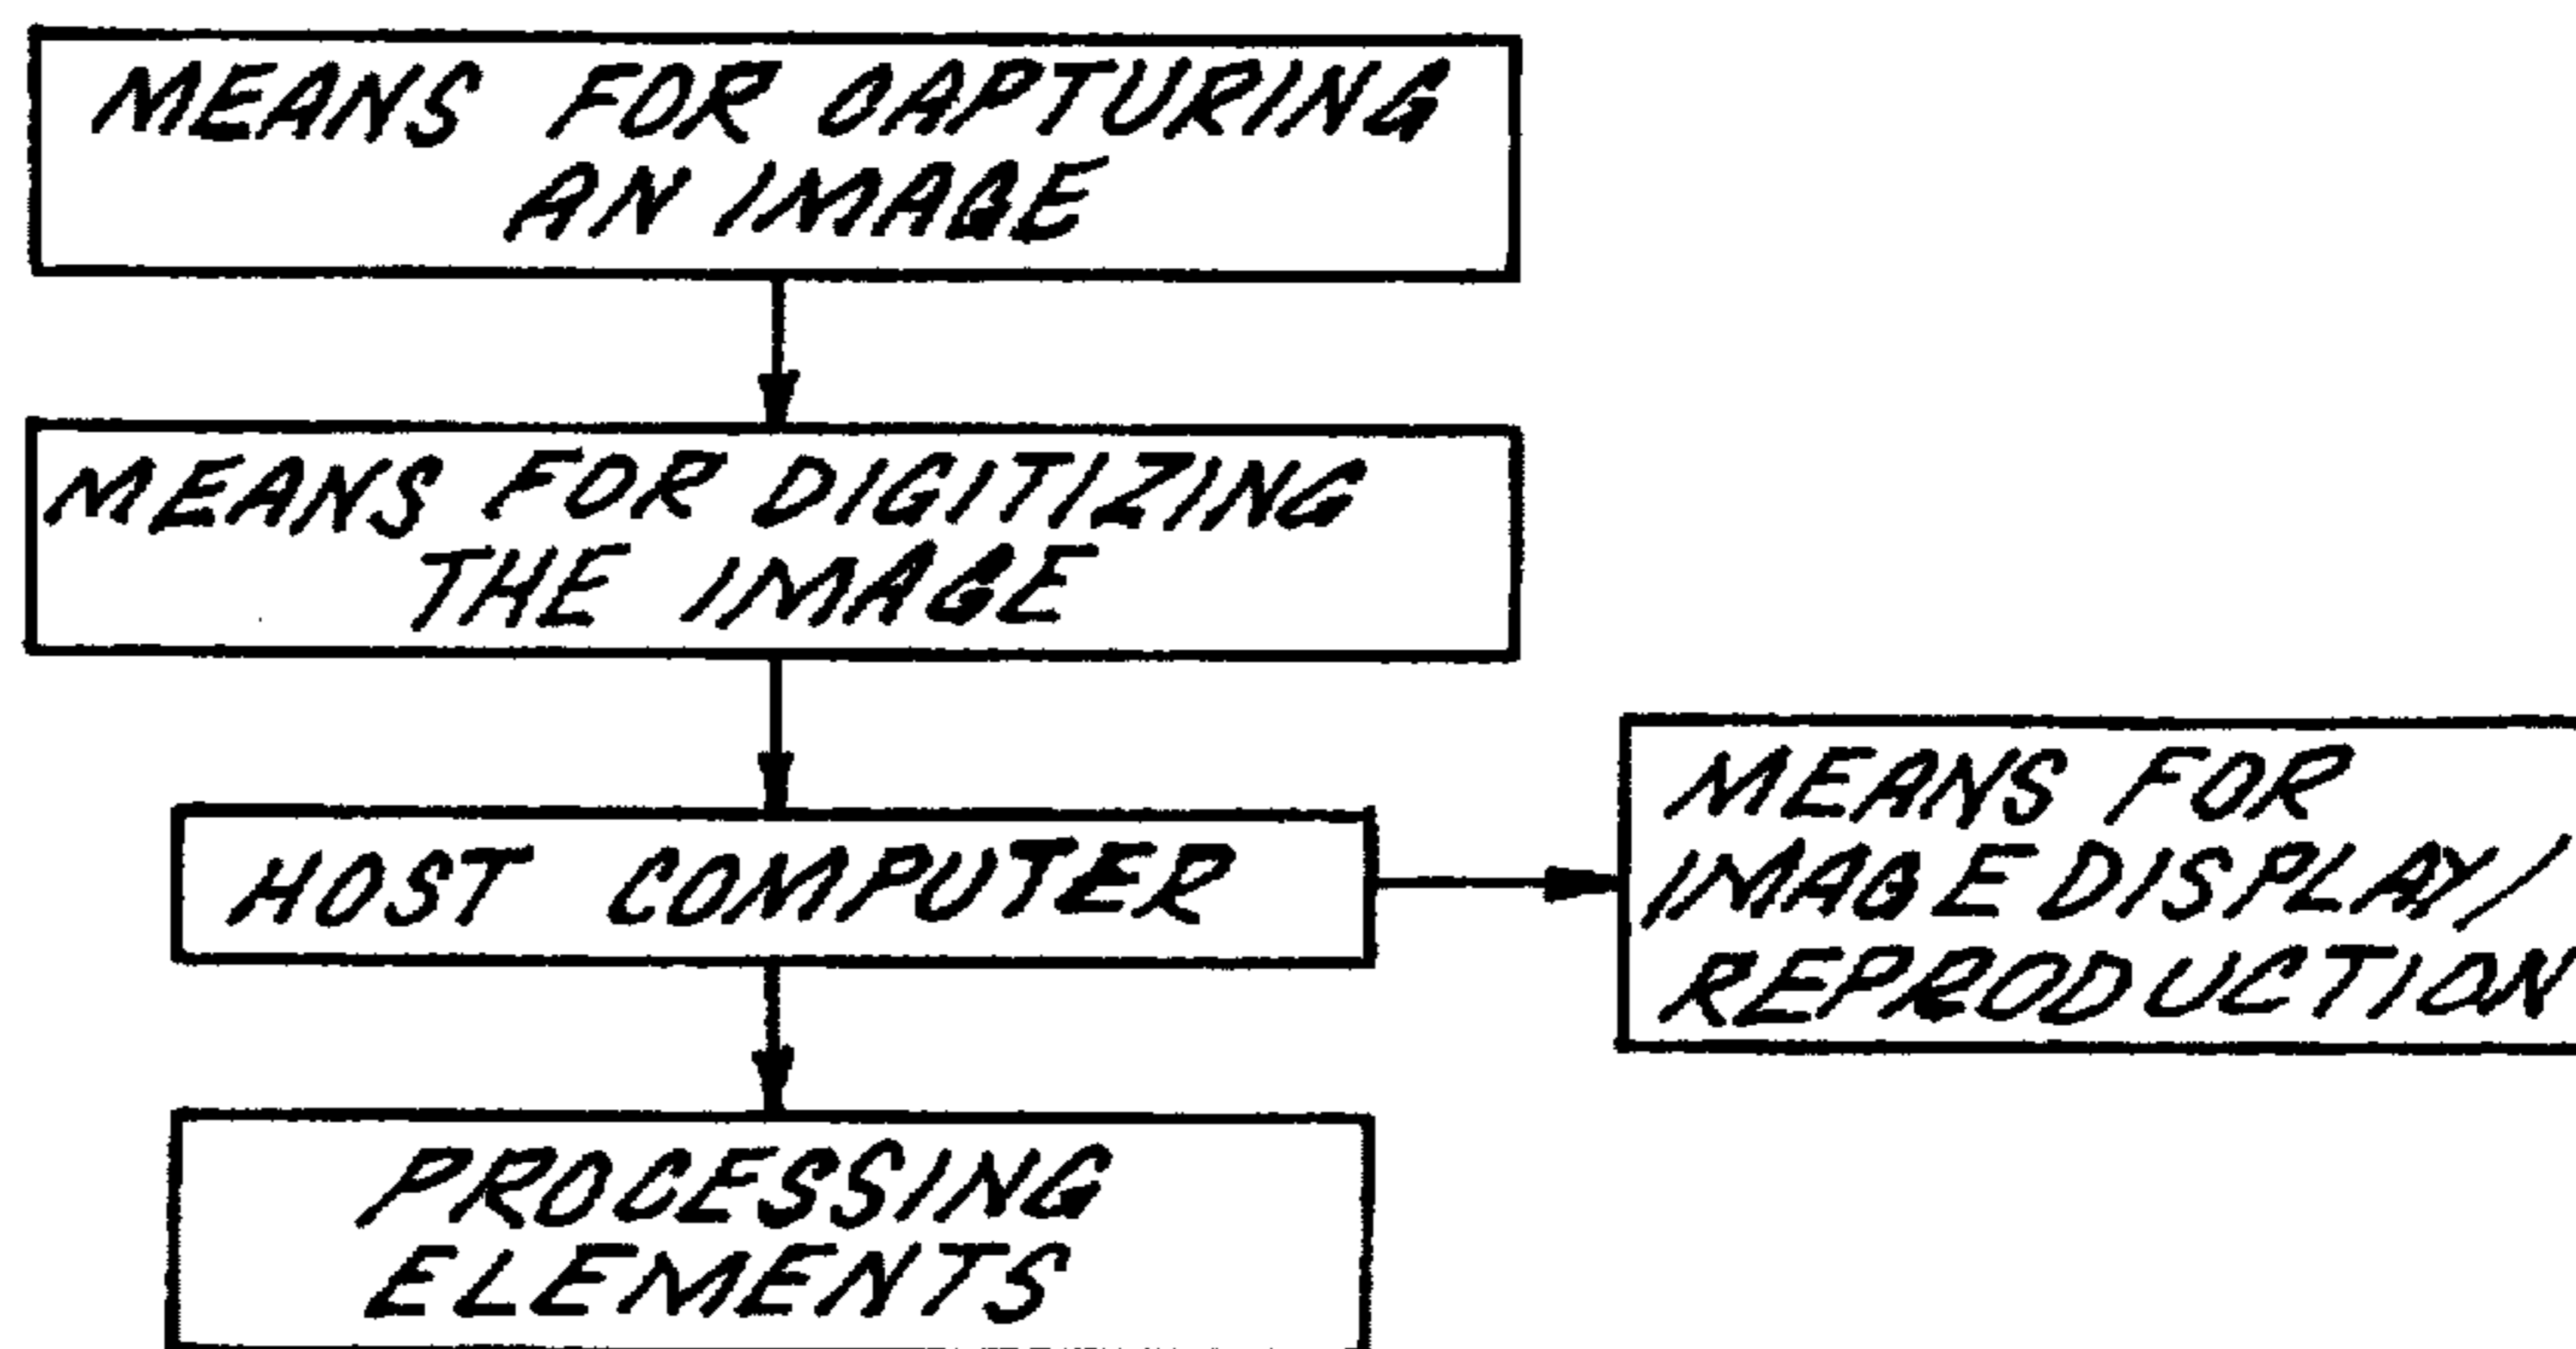 MEANS FOR CAPTURING
AN IMAGE
MEANS FOR DIGITIZING
THE IMAGE
HOST COMPUTER
MEANS FOR
IMAGE DISPLAY/
REPRODUCTION
PROCESSING
ELEMENTS